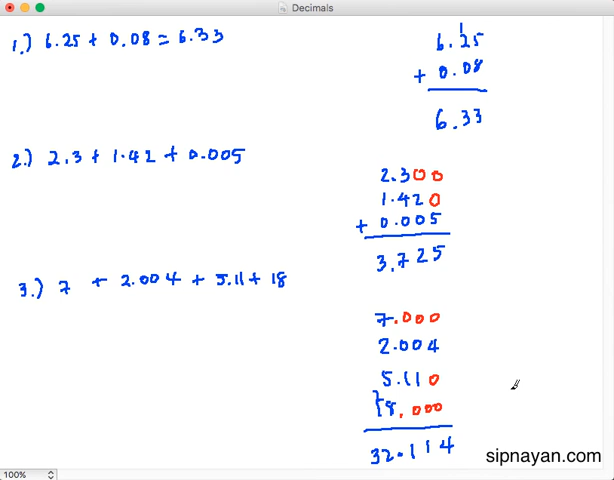 Decimals
1.) 6.25 + 0.08 = 6.33
1
6.25
+ 0.08
6.33
2.) 2.3 + 1.42 + 0.005
2.300
1.420
+ 0.005
3.725
3.) 7 + 2.004 + 5.11 + 18
7.000
2.004
5.110
18.000
32.114
sipnayan.com
100%